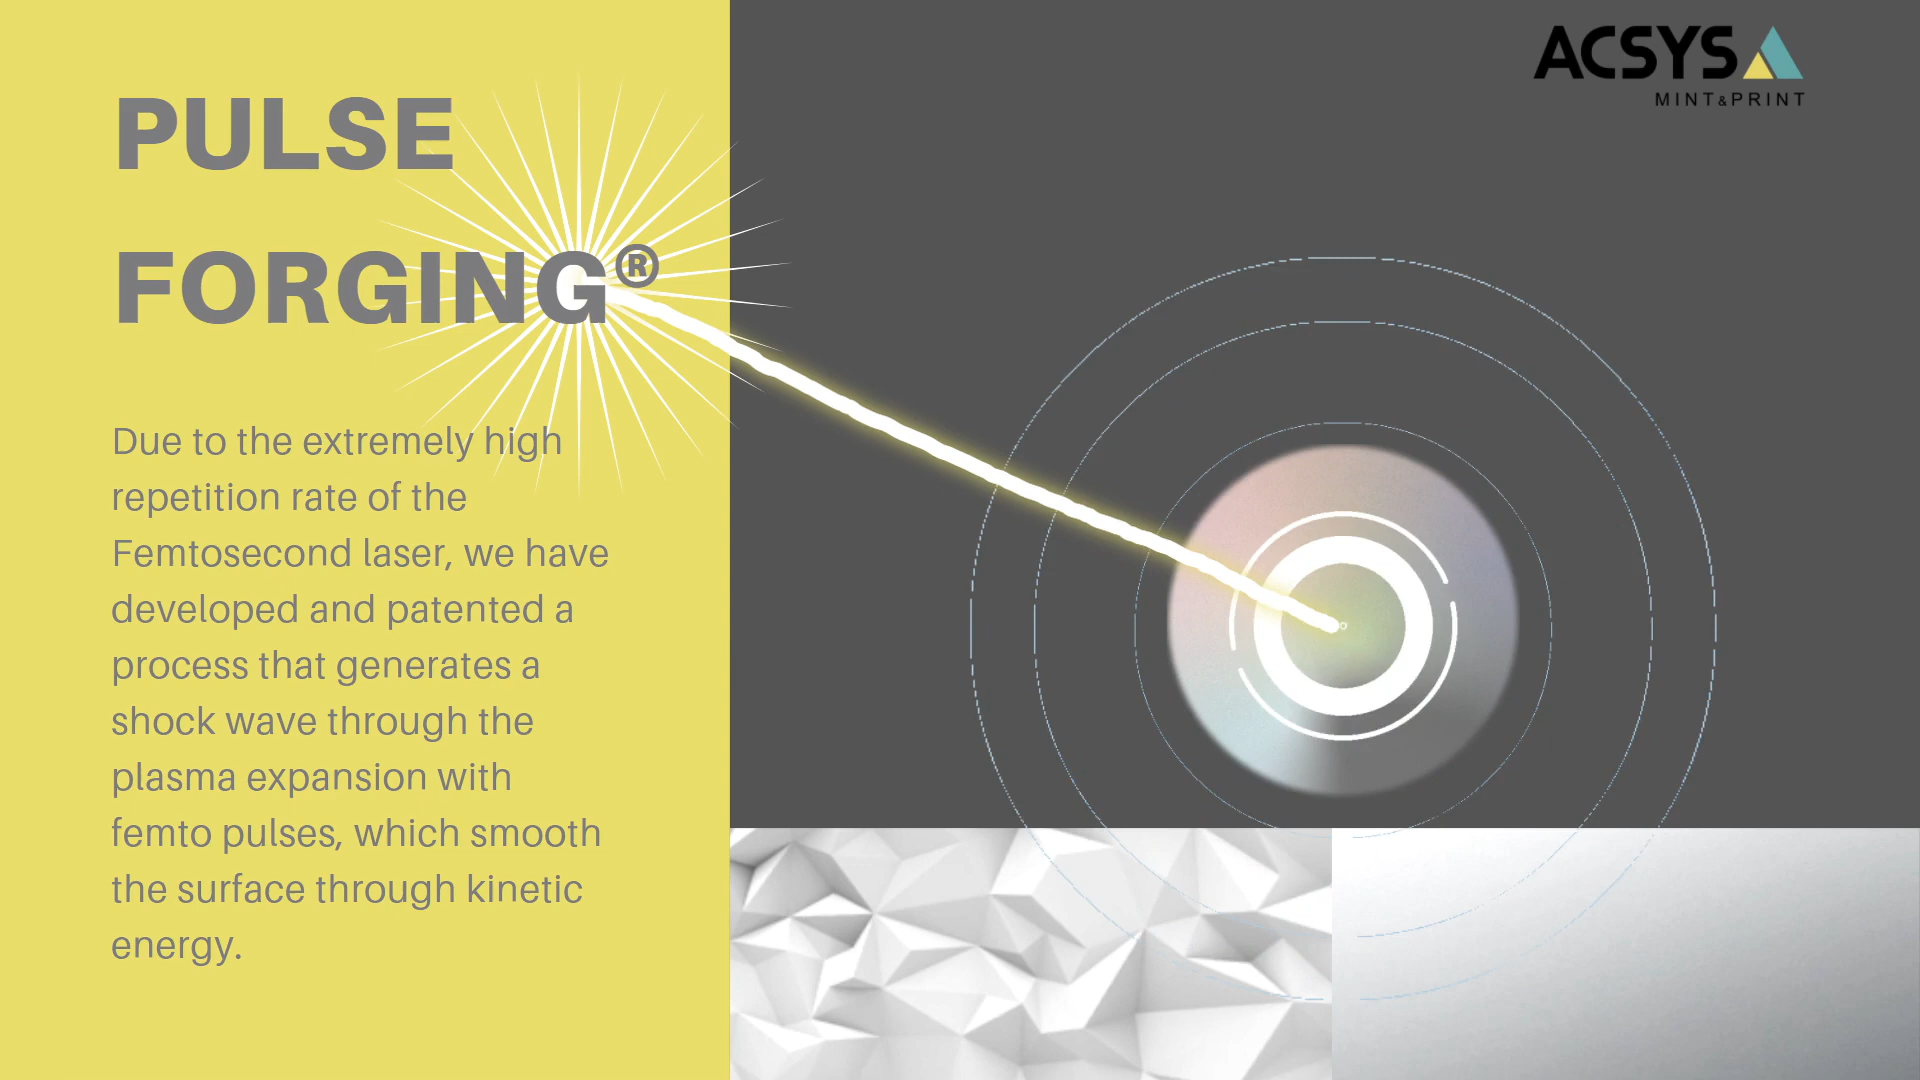 PULSE
FORGING®
Due to the extremely high
repetition rate of the
Femtosecond laser, we have
developed and patented a
process that generates a
shock wave through the
plasma expansion with
femto pulses, which smooth
the surface through kinetic
energy.
ACSYS
MINT&PRINT